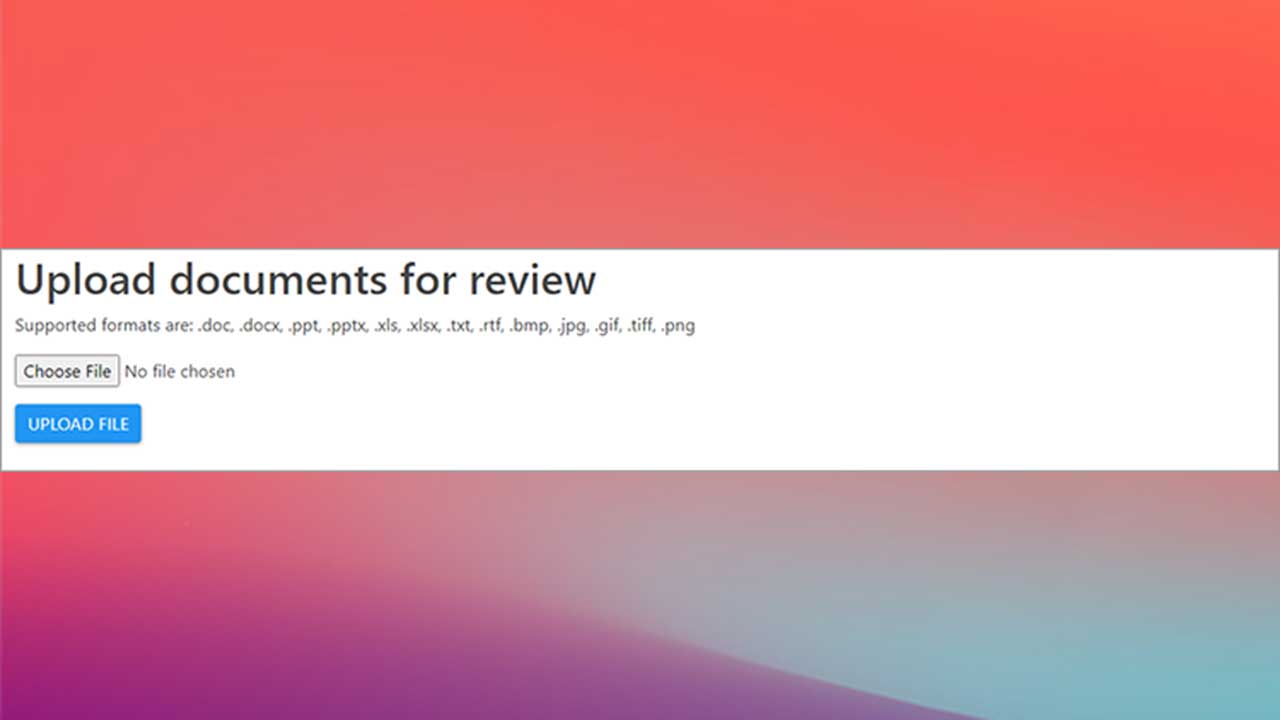 Upload documents for review
Supported formats are: .doc, .docx, .ppt, .pptx, .xls, .xlsx, .txt, .rtf, .bmp, .jpg, .gif, .tiff, .png
Choose File No file chosen
UPLOAD FILE